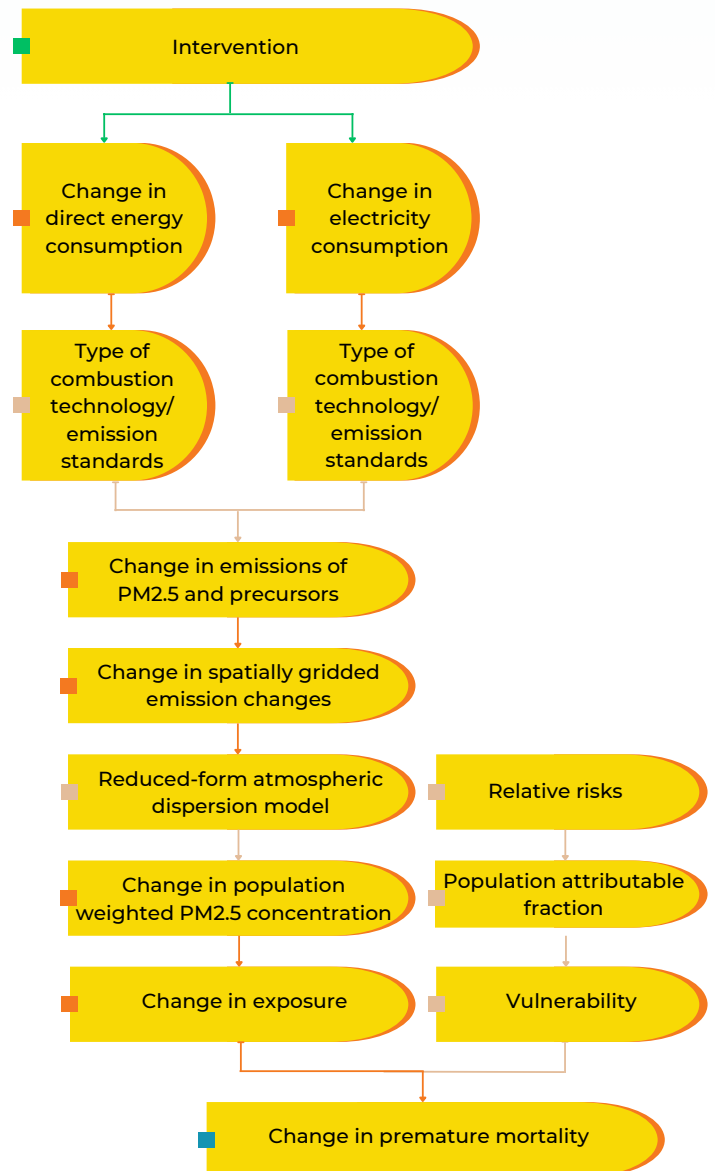 Intervention
Change in
direct energy
consumption
Change in
electricity
consumption
Type of
combustion
technology/
emission
standards
Type of
combustion
technology/
emission
standards
Change in emissions of
PM2.5 and precursors
Change in spatially gridded
emission changes
Reduced-form atmospheric
dispersion model
Relative risks
Change in population
weighted PM2.5 concentration
Population attributable
fraction
Change in exposure
Vulnerability
Change in premature mortality